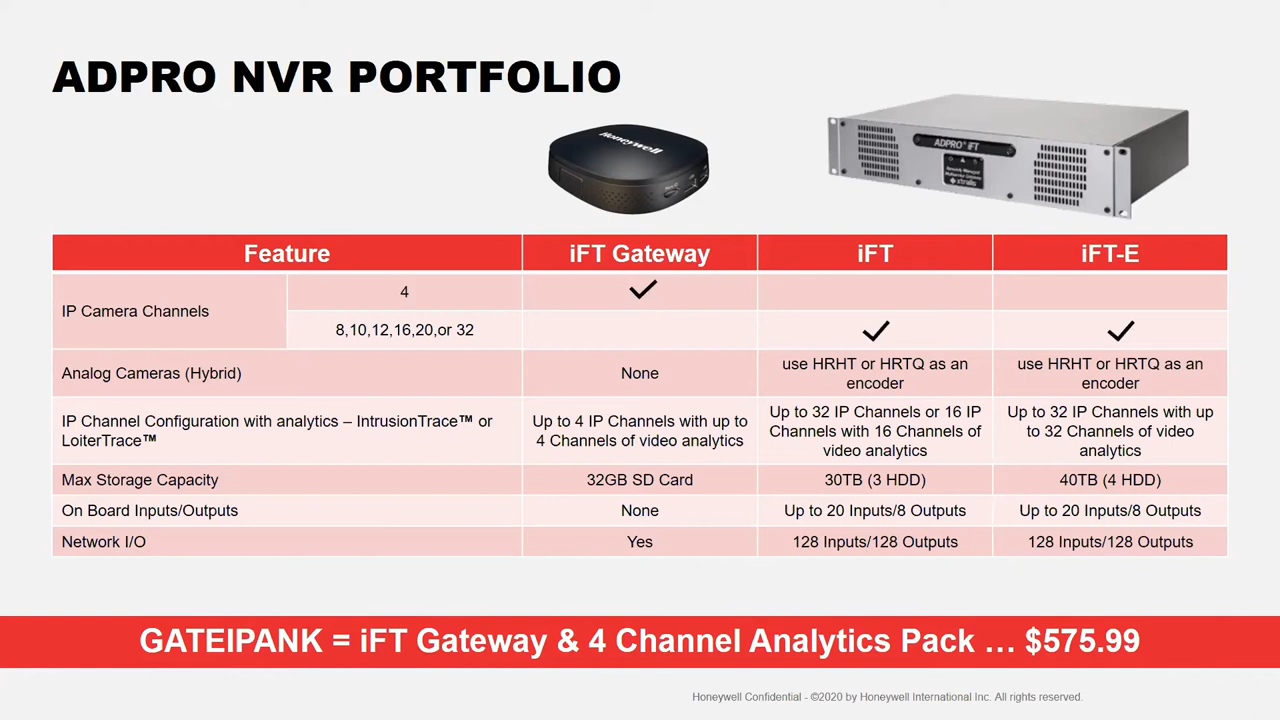 ADPRO NVR PORTFOLIO
Honeywell
ADPRO® iFT
xtralis
Feature
iFT Gateway
iFT
iFT-E
IP Camera Channels
4
8,10,12,16,20,or 32
Analog Cameras (Hybrid)
None
use HRHT or HRTQ as an
encoder
use HRHT or HRTQ as an
encoder
IP Channel Configuration with analytics – IntrusionTrace™ or
LoiterTrace™
Up to 4 IP Channels with up to
4 Channels of video analytics
Up to 32 IP Channels or 16 IP
Channels with 16 Channels of
video analytics
Up to 32 IP Channels with up
to 32 Channels of video
analytics
Max Storage Capacity
32GB SD Card
30TB (3 HDD)
40TB (4 HDD)
On Board Inputs/Outputs
None
Up to 20 Inputs/8 Outputs
Up to 20 Inputs/8 Outputs
Network I/O
Yes
128 Inputs/128 Outputs
128 Inputs/128 Outputs
GATEIPANK = iFT Gateway & 4 Channel Analytics Pack … $575.99
Honeywell Confidential - ©2020 by Honeywell International Inc. All rights reserved.